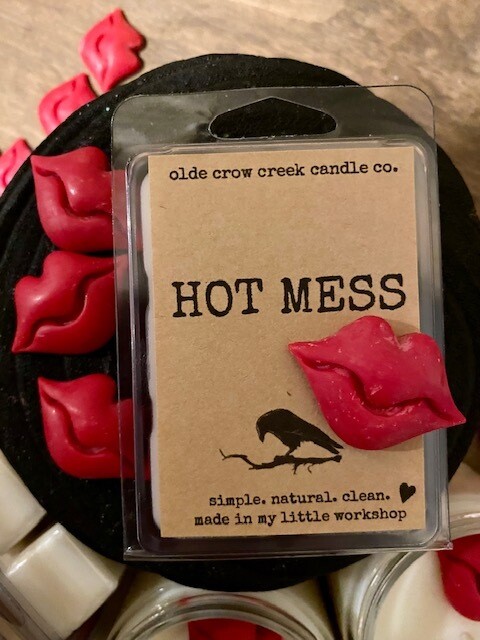 olde crow creek candle co.
HOT MESS
simple. natural. clean.
made in my little workshop